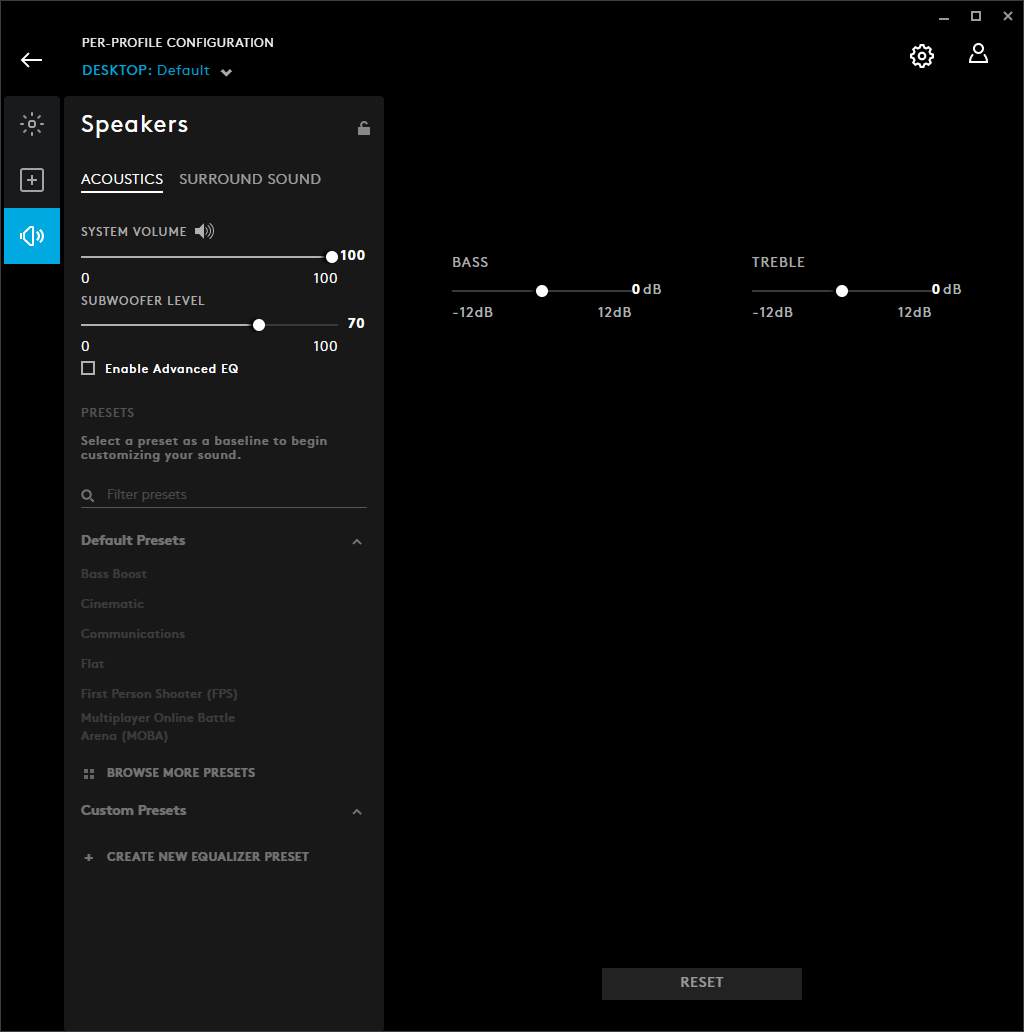 PER-PROFILE CONFIGURATION
DESKTOP: Default
Speakers
ACOUSTICS SURROUND SOUND
SYSTEM VOLUME
100
0 100
SUBWOOFER LEVEL
70
0 100
Enable Advanced EQ
PRESETS
Select a preset as a baseline to begin
customizing your sound.
Filter presets
Default Presets
Bass Boost
Cinematic
Communications
Flat
First Person Shooter (FPS)
Multiplayer Online Battle
Arena (MOBA)
BROWSE MORE PRESETS
Custom Presets
+ CREATE NEW EQUALIZER PRESET
BASS
0 dB
-12dB 12dB
TREBLE
0 dB
-12dB 12dB
RESET